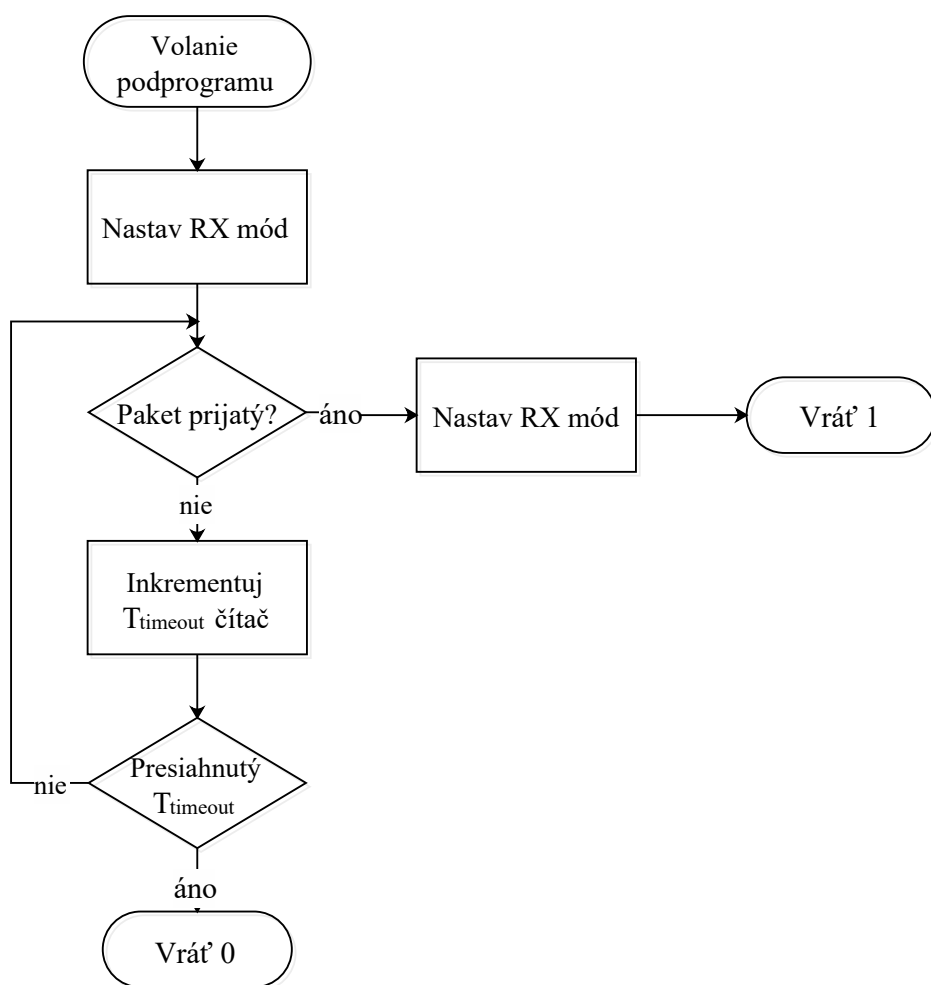 Volanie
podprogramu
Nastav RX mód
Paket prijatý?
áno
Nastav RX mód
Vráť 1
nie
Inkrementuj
Ttimeout čítač
Presiahnutý
Ttimeout
nie
áno
Vráť 0